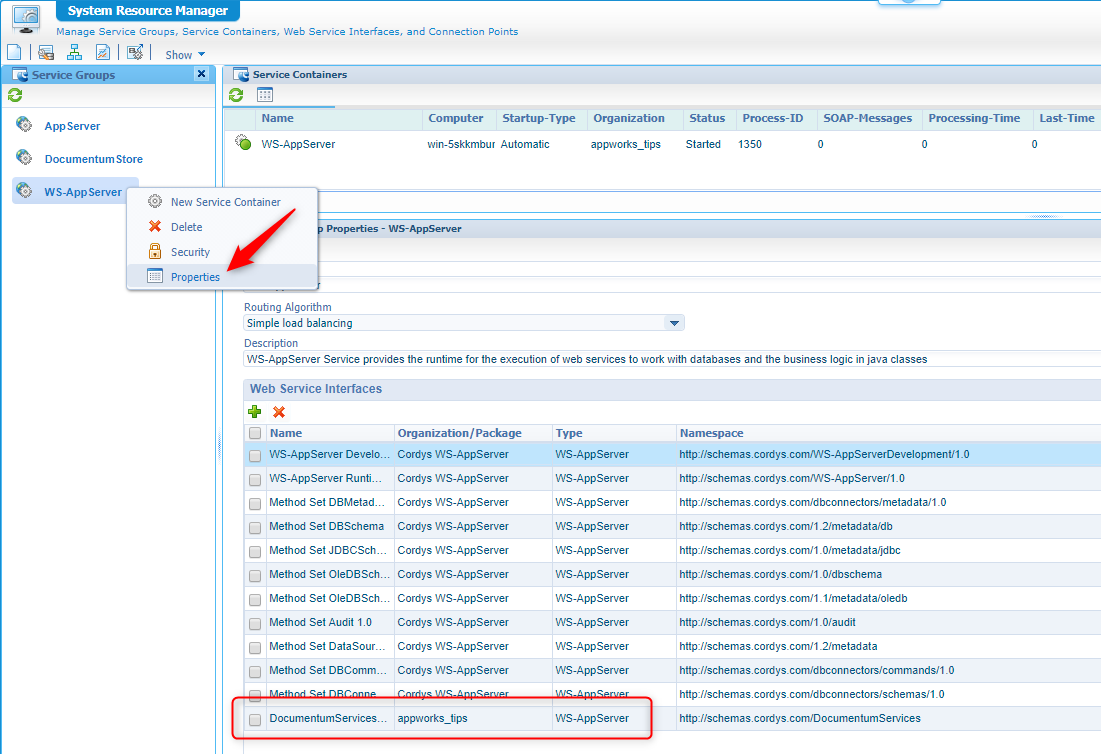 System Resource Manager
Manage Service Groups, Service Containers, Web Service Interfaces, and Connection Points
Show
Service Groups
AppServer
DocumentumStore
WS-AppServer
New Service Container
Delete
Security
Properties
Service Containers
Name Computer Startup-Type Organization Status Process-ID SOAP-Messages Processing-Time Last-Time
WS-AppServer win-5skkmbur Automatic appworks_tips Started 1350 0 0 0
Properties - WS-AppServer
Routing Algorithm
Simple load balancing
Description
WS-AppServer Service provides the runtime for the execution of web services to work with databases and the business logic in java classes
Web Service Interfaces
Name Organization/Package Type Namespace
WS-AppServer Develo... Cordys WS-AppServer WS-AppServer http://schemas.cordys.com/WS-AppServerDevelopment/1.0
WS-AppServer Runti... Cordys WS-AppServer WS-AppServer http://schemas.cordys.com/WS-AppServer/1.0
Method Set DBMetad... Cordys WS-AppServer WS-AppServer http://schemas.cordys.com/dbconnectors/metadata/1.0
Method Set DBSchema Cordys WS-AppServer WS-AppServer http://schemas.cordys.com/1.2/metadata/db
Method Set JDBCSch... Cordys WS-AppServer WS-AppServer http://schemas.cordys.com/1.0/metadata/jdbc
Method Set OleDBSch... Cordys WS-AppServer WS-AppServer http://schemas.cordys.com/1.0/dbschema
Method Set OleDBSch... Cordys WS-AppServer WS-AppServer http://schemas.cordys.com/1.1/metadata/oledb
Method Set Audit 1.0 Cordys WS-AppServer WS-AppServer http://schemas.cordys.com/1.0/audit
Method Set DataSour... Cordys WS-AppServer WS-AppServer http://schemas.cordys.com/1.2/metadata
Method Set DBComm... Cordys WS-AppServer WS-AppServer http://schemas.cordys.com/dbconnectors/commands/1.0
Method Set DBConne Cordys WS-AppServer WS-AppServer http://schemas.cordys.com/dbconnectors/schemas/1.0
DocumentumServices... appworks_tips WS-AppServer http://schemas.cordys.com/DocumentumServices